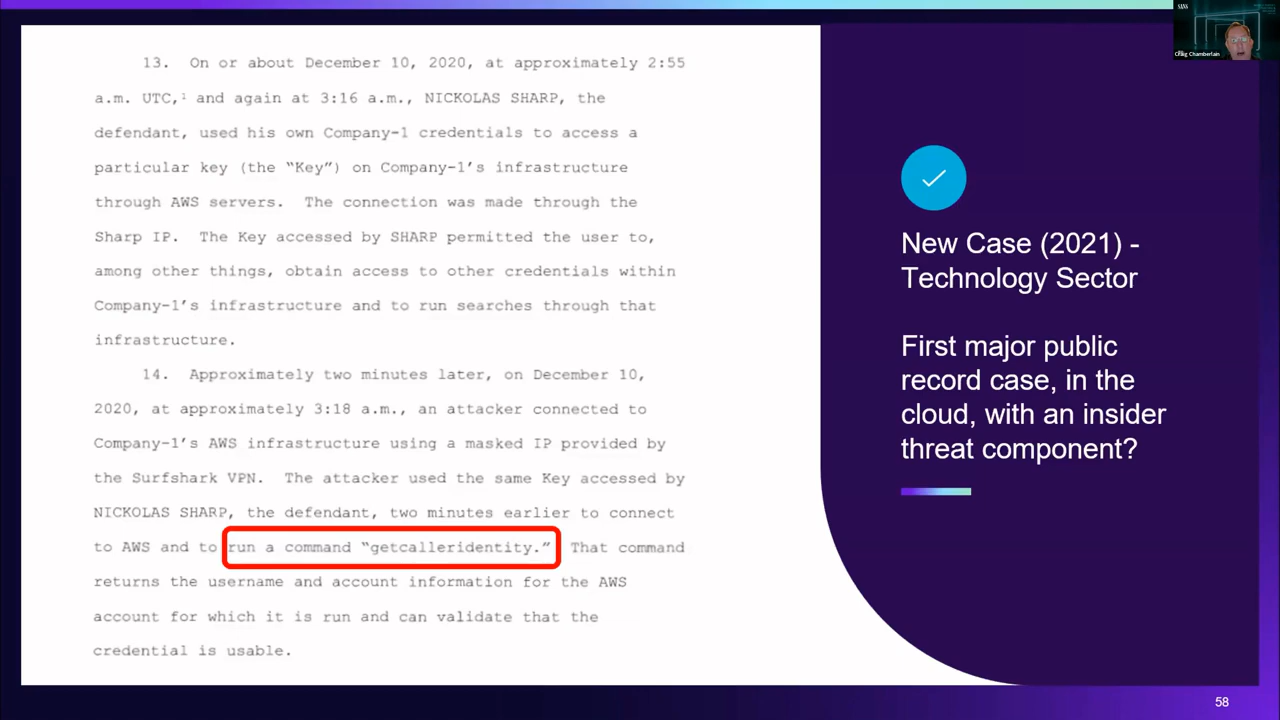 13. On or about December 10, 2020, at approximately 2:55
a.m. UTC,¹ and again at 3:16 a.m., NICKOLAS SHARP, the
defendant, used his own Company-1 credentials to access a
particular key (the “Key”) on Company-1’s infrastructure
through AWS servers. The connection was made through the
Sharp IP. The Key accessed by SHARP permitted the user to,
among other things, obtain access to other credentials within
Company-1’s infrastructure and to run searches through that
infrastructure.
14. Approximately two minutes later, on December 10,
2020, at approximately 3:18 a.m., an attacker connected to
Company-1’s AWS infrastructure using a masked IP provided by
the Surfshark VPN. The attacker used the same Key accessed by
NICKOLAS SHARP, the defendant, two minutes earlier to connect
to AWS and to run a command “getcalleridentity.” That command
returns the username and account information for the AWS
account for which it is run and can validate that the
credential is usable.
SANS
Craig Chamberlain
New Case (2021) -
Technology Sector
First major public
record case, in the
cloud, with an insider
threat component?
58